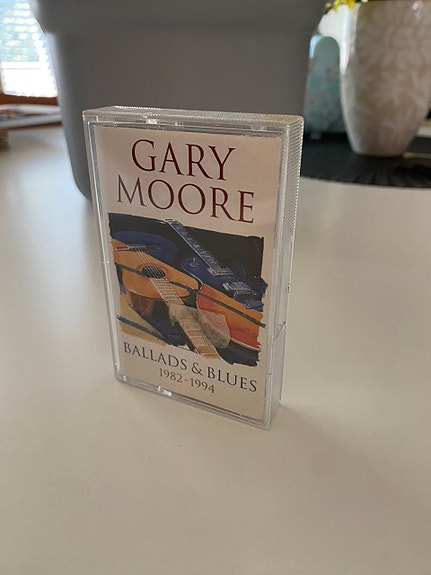 GARY
MOORE
BALLADS & BLUES
1982-1994